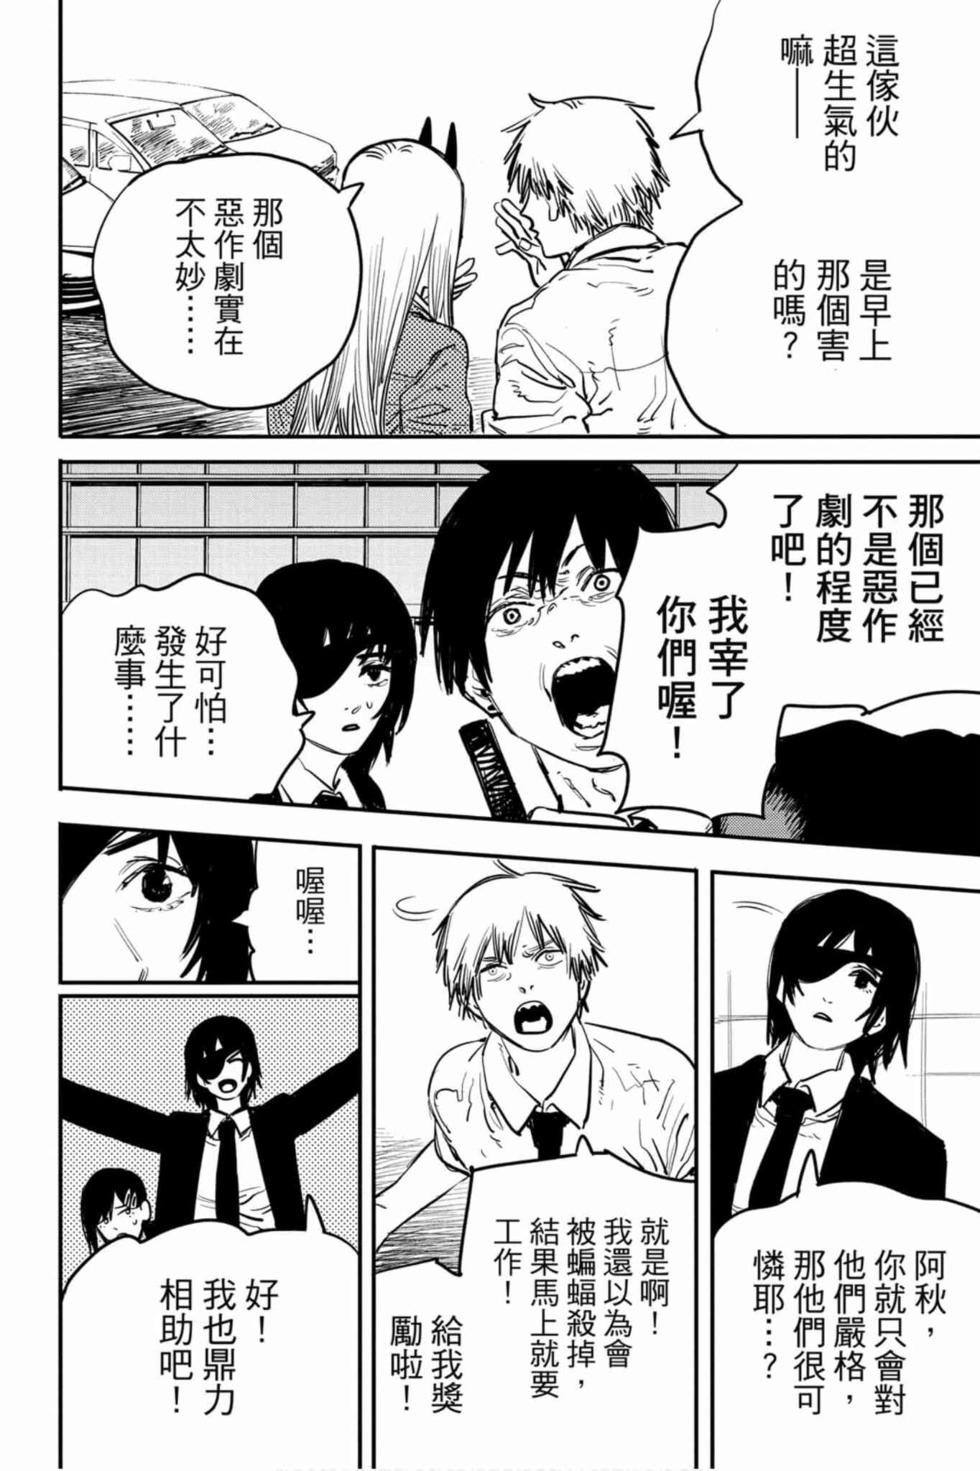 這傢伙
超生氣的
嘛——
是早上
那個害
的嗎？
那個
惡作劇實在
不太妙……
那個已經
不是惡作
劇的程度
了吧！
我宰了
你們喔！
好可怕…
發生了什
麼事……
阿秋，
你就只會對
他們嚴格，
那他們很可
憐耶…？
就是啊！
我還以為會
被蝙蝠殺掉，
結果馬上就要
工作！
給我獎
勵啦！
喔喔…
好！
我也鼎力
相助吧！